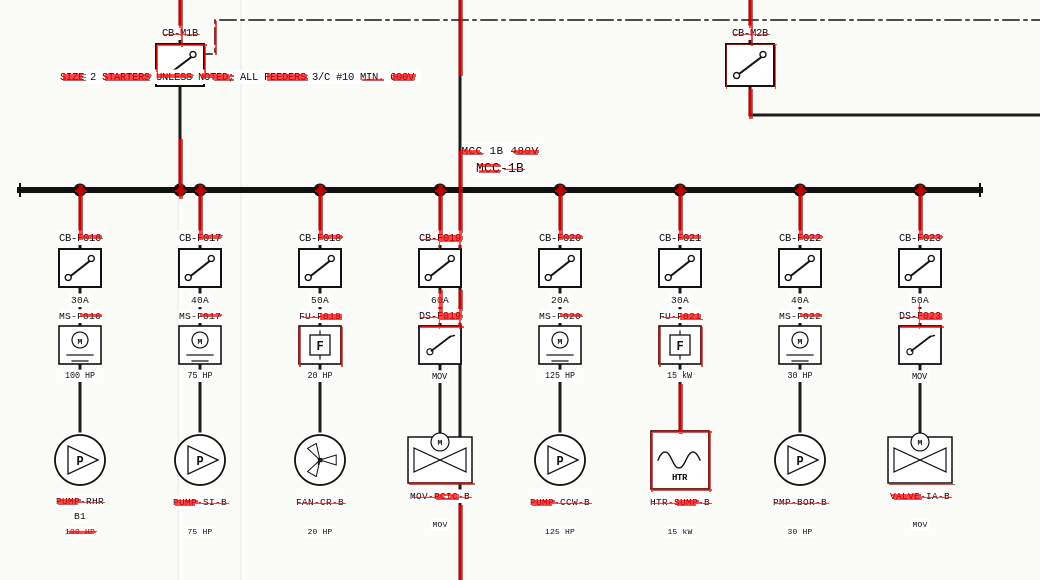 CB-M1B
CB-M2B
SIZE 2 STARTERS UNLESS NOTED; ALL FEEDERS 3/C #10 MIN. 600V
MCC 1B 480V
MCC-1B
CB-F016 CB-F017 CB-F018 CB-F019 CB-F020 CB-F021 CB-F022 CB-F023
30A 40A 50A 60A 20A 30A 40A 50A
MS-F016 MS-F017 FU-F018 DS-F019 MS-F020 FU-F021 MS-F022 DS-F023
M M F M F M
100 HP 75 HP 20 HP MOV 125 HP 15 kW 30 HP MOV
M M
P P P HTR P
PUMP-RHR PUMP-SI-B FAN-CR-B MOV-RCIC-B PUMP-CCW-B HTR-SUMP-B PMP-BOR-B VALVE-IA-B
B1
100 HP 75 HP 20 HP MOV 125 HP 15 kW 30 HP MOV